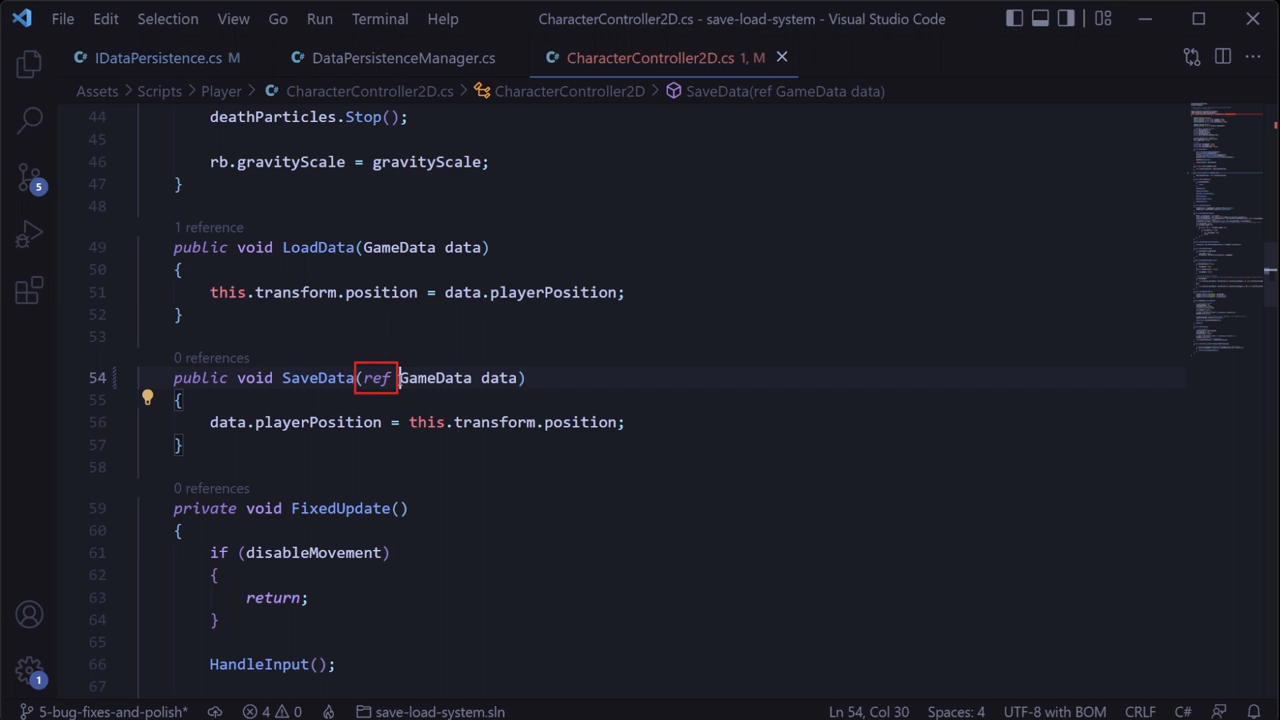 File Edit Selection View Go Run Terminal Help CharacterController2D.cs - save-load-system - Visual Studio Code
IDataPersistence.cs M DataPersistenceManager.cs CharacterController2D.cs 1, M
Assets > Scripts > Player > CharacterController2D.cs > CharacterController2D > SaveData(ref GameData data)
44 deathParticles.Stop();
45
46 rb.gravityScale = gravityScale;
47 }
48
1 reference
49 public void LoadData(GameData data)
50 {
51 this.transform.position = data.playerPosition;
52 }
53
0 references
54 public void SaveData(ref GameData data)
55 {
56 data.playerPosition = this.transform.position;
57 }
58
0 references
59 private void FixedUpdate()
60 {
61 if (disableMovement)
62 {
63 return;
64 }
65
66 HandleInput();
67
5
1
5-bug-fixes-and-polish* 4 0 save-load-system.sln Ln 54, Col 30 Spaces: 4 UTF-8 with BOM CRLF C#